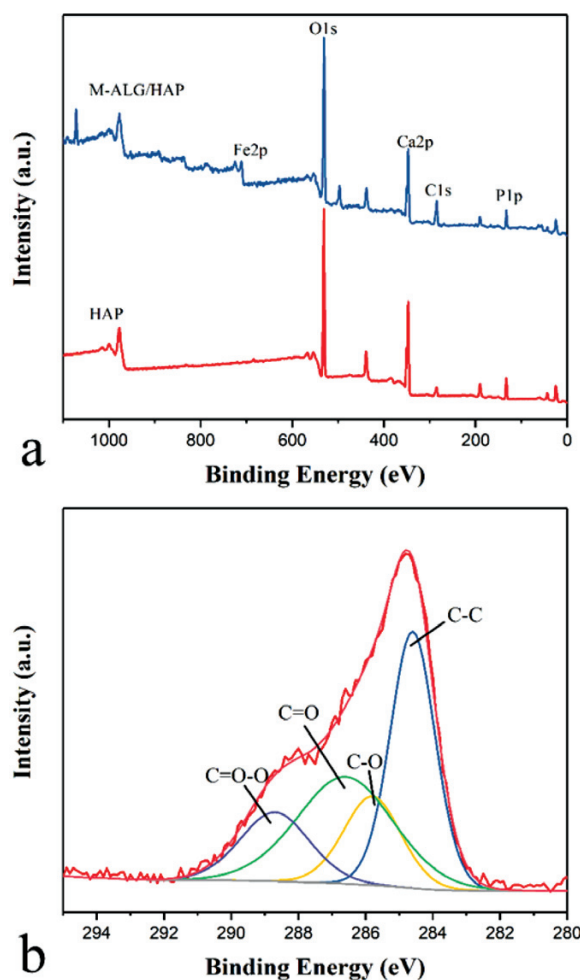 O1s
M-ALG/HAP
Fe2p
Ca2p
C1s
P1p
HAP
Intensity (a.u.)
1000 800 600 400 200 0
Binding Energy (eV)
a
C-C
C=O
C-O
C=O-O
Intensity (a.u.)
294 292 290 288 286 284 282 280
Binding Energy (eV)
b